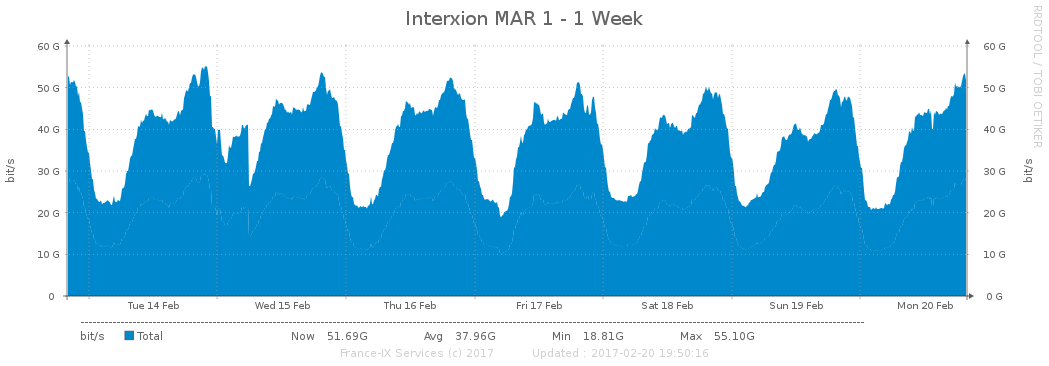 Interxion MAR 1 - 1 Week
RRDTOOL / TOBI OETIKER
bit/s
60 G 60 G
50 G 50 G
40 G 40 G
30 G 30 G
20 G 20 G
10 G 10 G
0 0 G
bit/s
Tue 14 Feb Wed 15 Feb Thu 16 Feb Fri 17 Feb Sat 18 Feb Sun 19 Feb Mon 20 Feb
bit/s Total Now 51.69G Avg 37.96G Min 18.81G Max 55.10G
France-IX Services (c) 2017 Updated : 2017-02-20 19:50:16